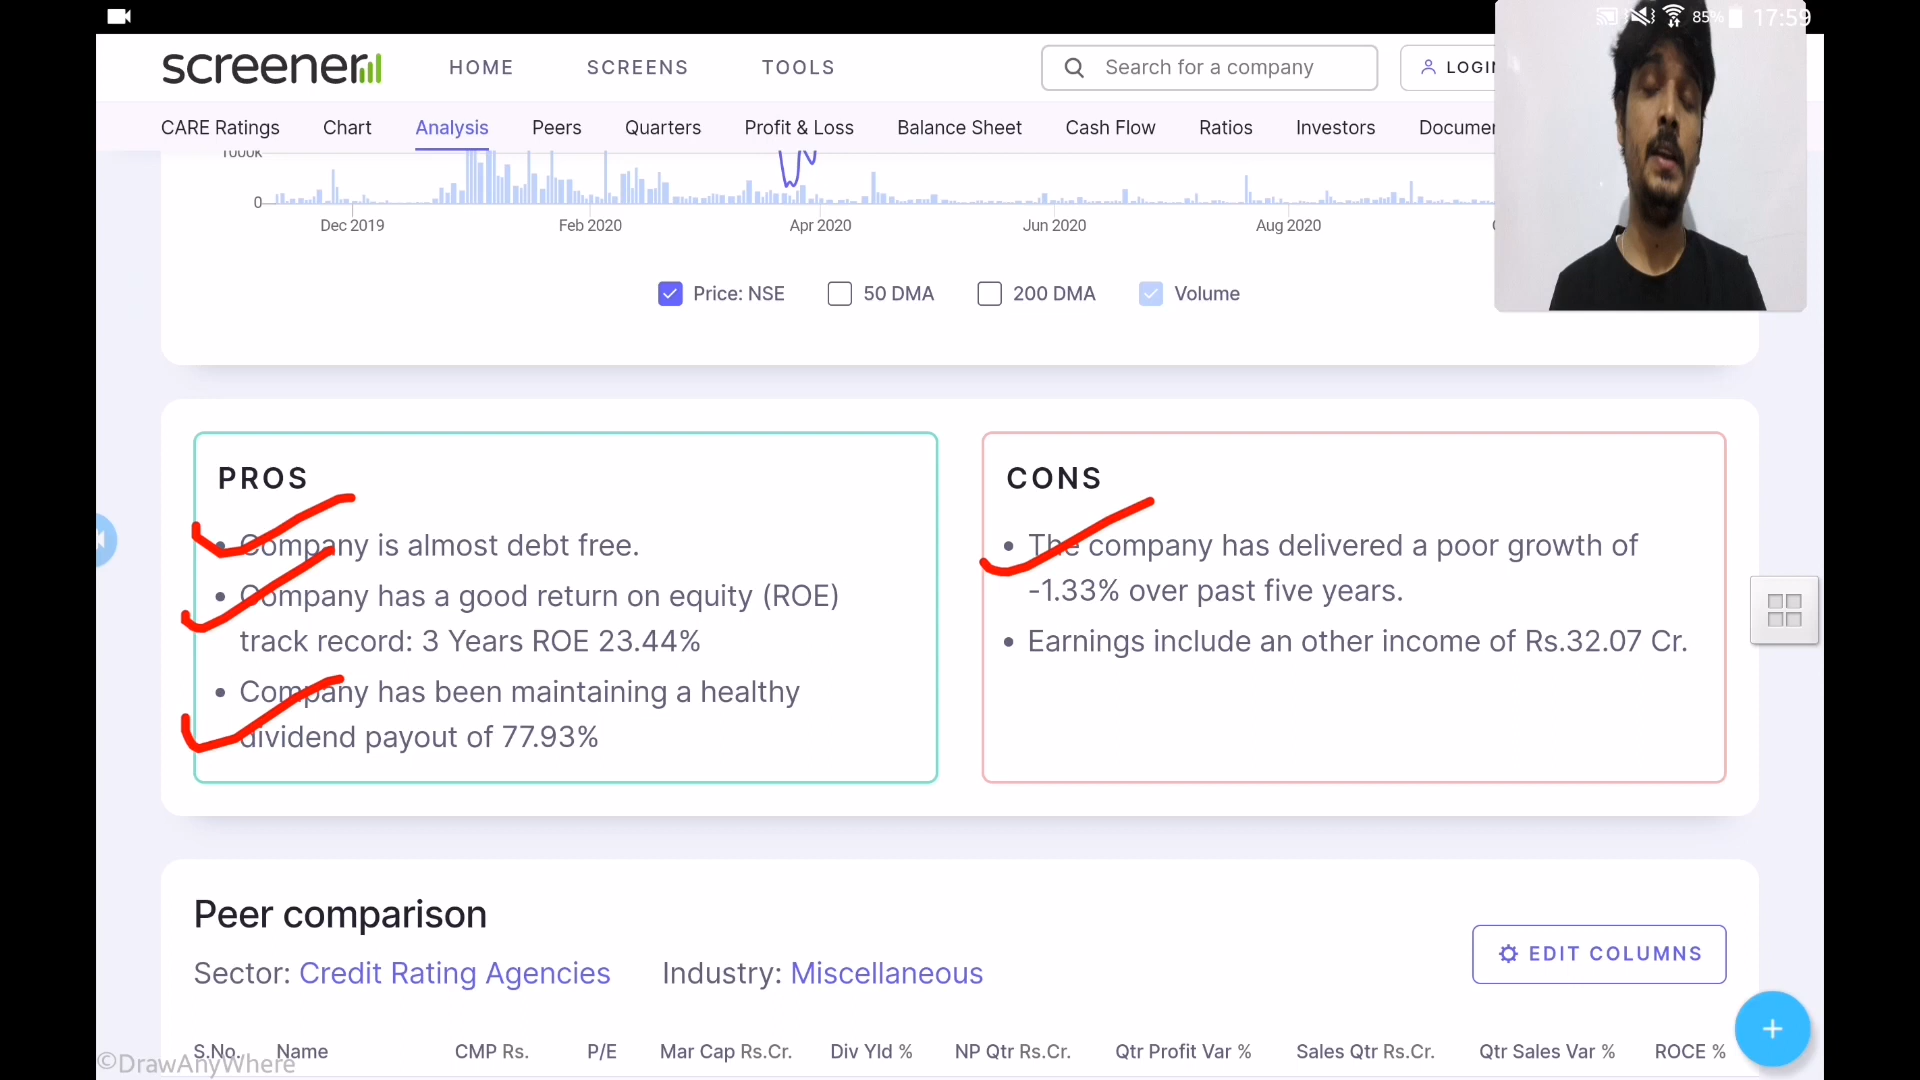 85% 17:59
screener
HOME SCREENS TOOLS
Search for a company
LOGIN
CARE Ratings Chart Analysis Peers Quarters Profit & Loss Balance Sheet Cash Flow Ratios Investors Documen
1000k
0
Dec 2019 Feb 2020 Apr 2020 Jun 2020 Aug 2020
Price: NSE 50 DMA 200 DMA Volume
PROS
• Company is almost debt free.
• Company has a good return on equity (ROE)
track record: 3 Years ROE 23.44%
• Company has been maintaining a healthy
dividend payout of 77.93%
CONS
• The company has delivered a poor growth of
-1.33% over past five years.
• Earnings include an other income of Rs.32.07 Cr.
Peer comparison
Sector: Credit Rating Agencies Industry: Miscellaneous
EDIT COLUMNS
S.No. Name CMP Rs. P/E Mar Cap Rs.Cr. Div Yld % NP Qtr Rs.Cr. Qtr Profit Var % Sales Qtr Rs.Cr. Qtr Sales Var % ROCE %
©DrawAnyWhere